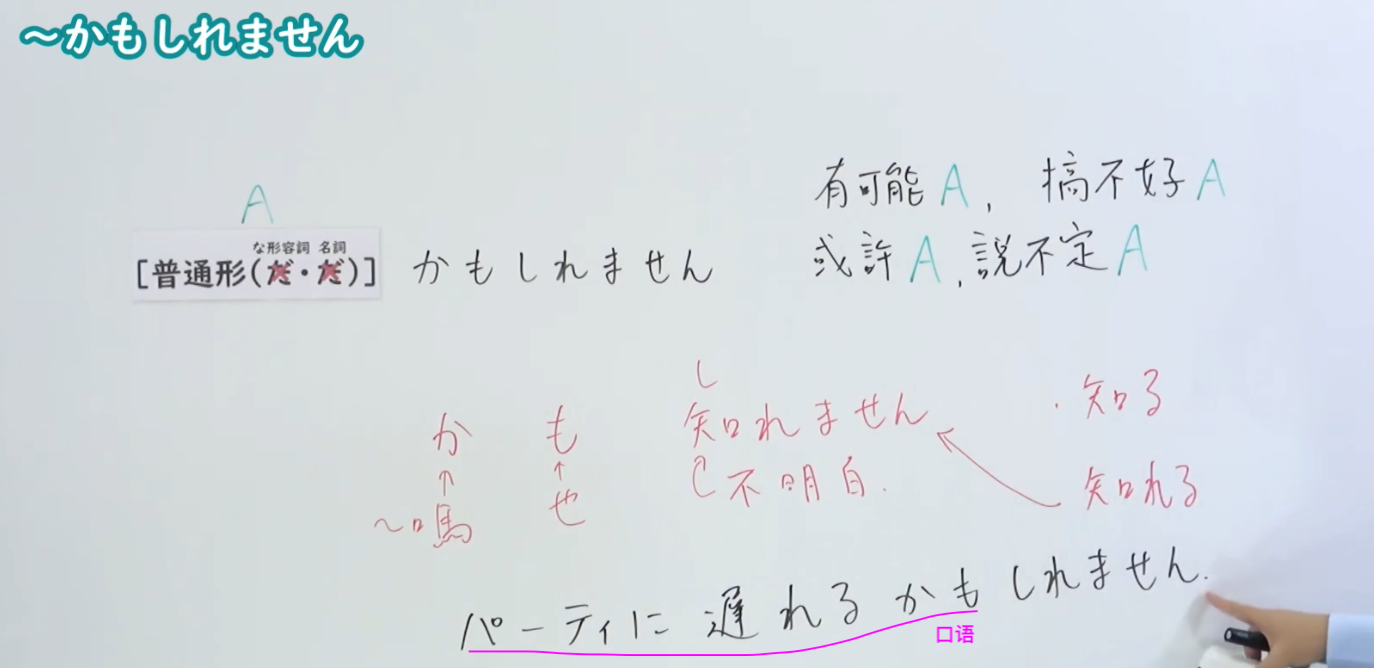 ～かもしれません
A
有可能A, 搞不好A
な形容詞 名詞
[普通形(だ・だ)] かもしれません
或許A,說不定A
し
か も 知れません ・知る
↑ ↑
～嗎 也 不明白. 知れる
パーティに遅れるかもしれません.
口语